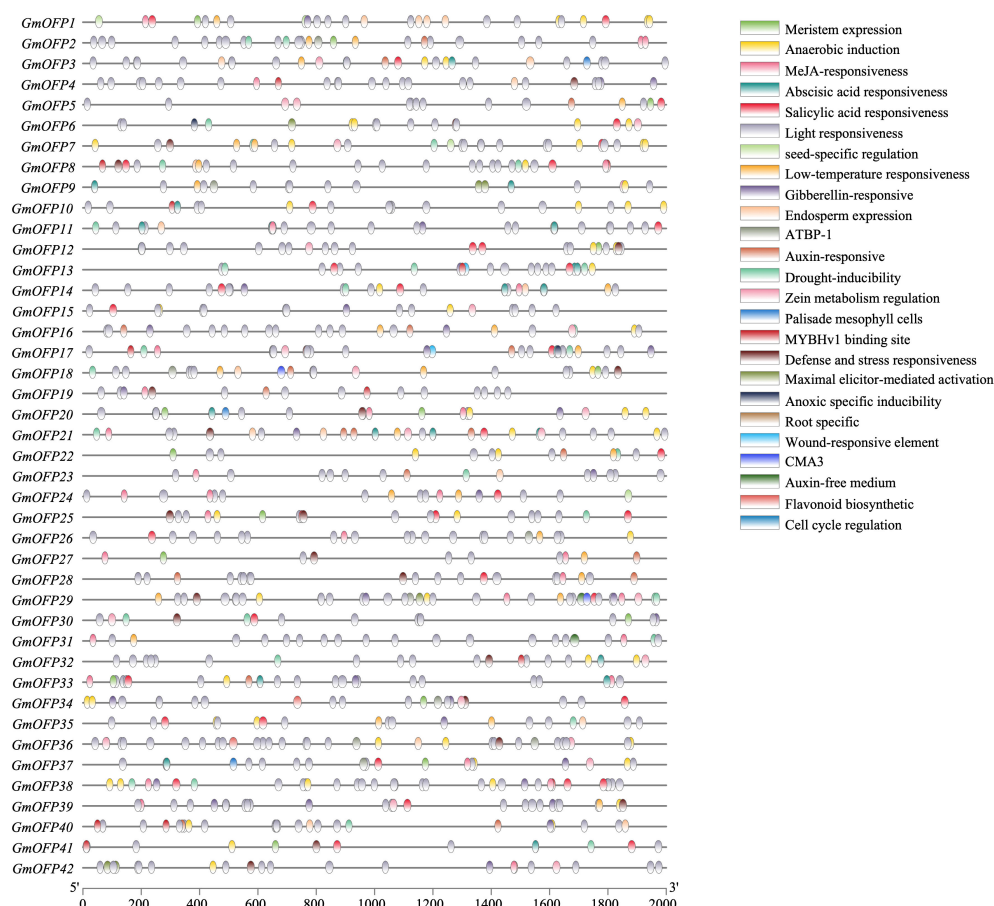 GmOFP1
GmOFP2
GmOFP3
GmOFP4
GmOFP5
GmOFP6
GmOFP7
GmOFP8
GmOFP9
GmOFP10
GmOFP11
GmOFP12
GmOFP13
GmOFP14
GmOFP15
GmOFP16
GmOFP17
GmOFP18
GmOFP19
GmOFP20
GmOFP21
GmOFP22
GmOFP23
GmOFP24
GmOFP25
GmOFP26
GmOFP27
GmOFP28
GmOFP29
GmOFP30
GmOFP31
GmOFP32
GmOFP33
GmOFP34
GmOFP35
GmOFP36
GmOFP37
GmOFP38
GmOFP39
GmOFP40
GmOFP41
GmOFP42
5' 3'
0 200 400 600 800 1000 1200 1400 1600 1800 2000
Meristem expression
Anaerobic induction
MeJA-responsiveness
Abscisic acid responsiveness
Salicylic acid responsiveness
Light responsiveness
seed-specific regulation
Low-temperature responsiveness
Gibberellin-responsive
Endosperm expression
ATBP-1
Auxin-responsive
Drought-inducibility
Zein metabolism regulation
Palisade mesophyll cells
MYBHv1 binding site
Defense and stress responsiveness
Maximal elicitor-mediated activation
Anoxic specific inducibility
Root specific
Wound-responsive element
CMA3
Auxin-free medium
Flavonoid biosynthetic
Cell cycle regulation